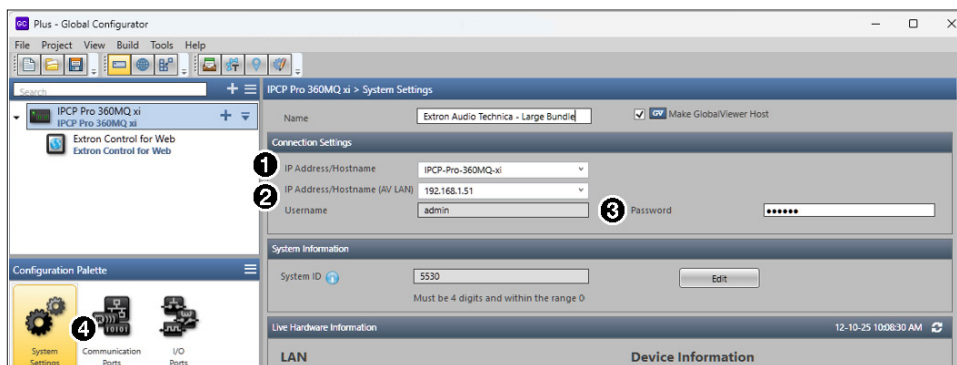 GC Plus - Global Configurator
File Project View Build Tools Help
Search
IPCP Pro 360MQ xi
IPCP Pro 360MQ xi
Extron Control for Web
Extron Control for Web
Configuration Palette
4
System Settings
Communication Ports
I/O Ports
IPCP Pro 360MQ xi > System Settings
Name Extron Audio Technica - Large Bundle GV Make GlobalViewer Host
Connection Settings
1 IP Address/Hostname IPCP-Pro-360MQ-xi
2 IP Address/Hostname (AV LAN) 192.168.1.51
Username admin 3 Password ••••••
System Information
System ID 5530 Edit
Must be 4 digits and within the range 0
Live Hardware Information 12-10-25 10:08:30 AM
LAN Device Information